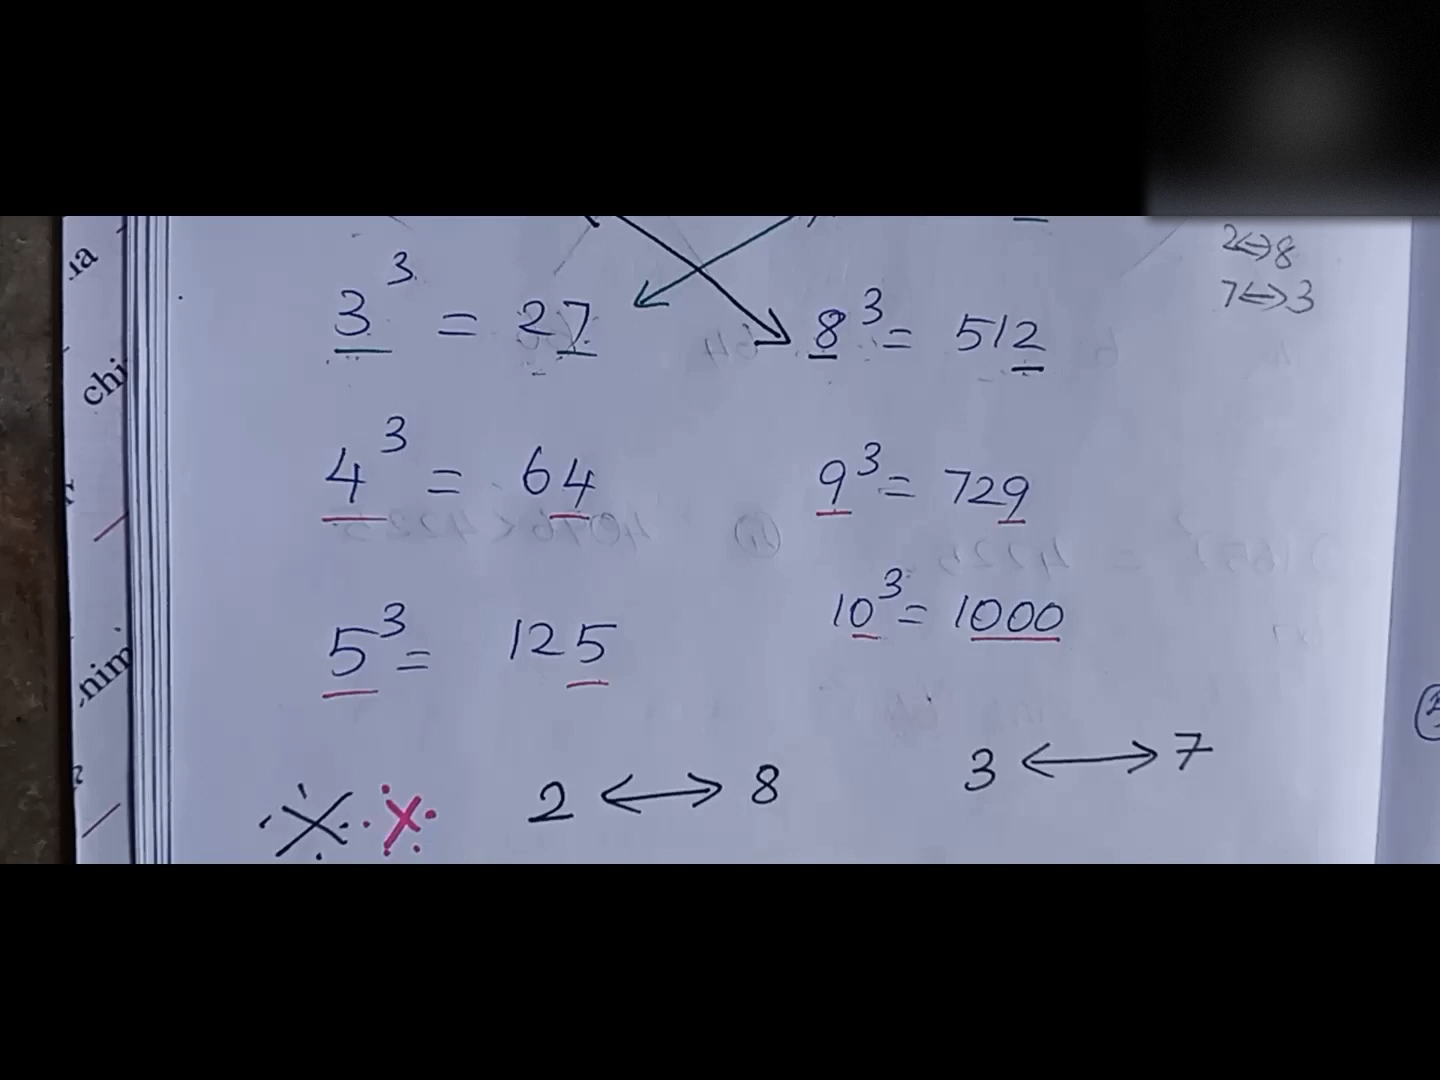 2↔8
7↔3
3³ = 27
8³ = 512
4³ = 64
9³ = 729
5³ = 125
10³ = 1000
2 ↔ 8
3 ↔ 7
chi